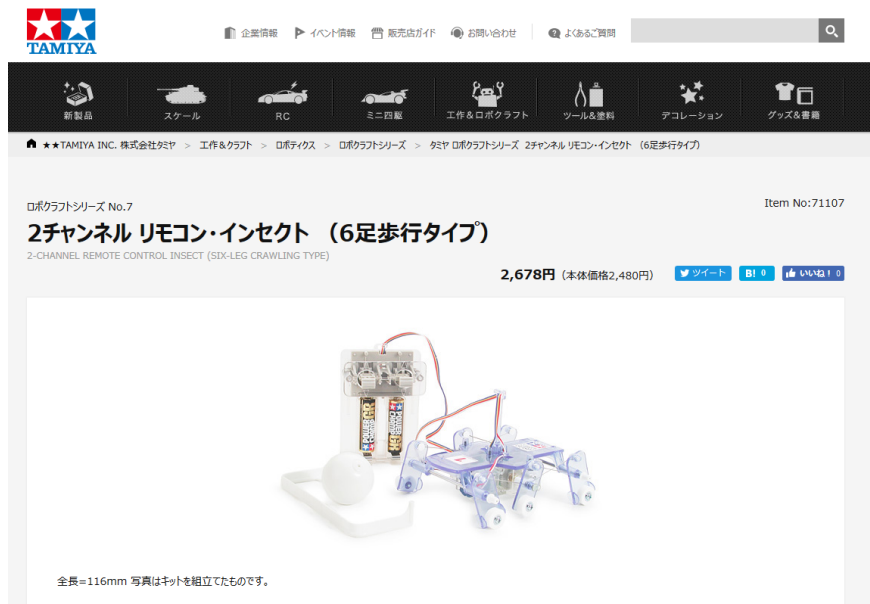 TAMIYA
企業情報 イベント情報 販売店ガイド お問い合わせ よくあるご質問
新製品 スケール RC ミニ四駆 工作&ロボクラフト ツール&塗料 デコレーション グッズ&書籍
★★TAMIYA INC. 株式会社タミヤ > 工作&クラフト > ロボティクス > ロボクラフトシリーズ > タミヤ ロボクラフトシリーズ 2チャンネル リモコン・インセクト (6足歩行タイプ)
ロボクラフトシリーズ No.7
Item No:71107
2チャンネル リモコン・インセクト (6足歩行タイプ)
2-CHANNEL REMOTE CONTROL INSECT (SIX-LEG CRAWLING TYPE)
2,678円 (本体価格2,480円) ツイート B! 0 いいね! 0
全長=116mm 写真はキットを組立てたものです。